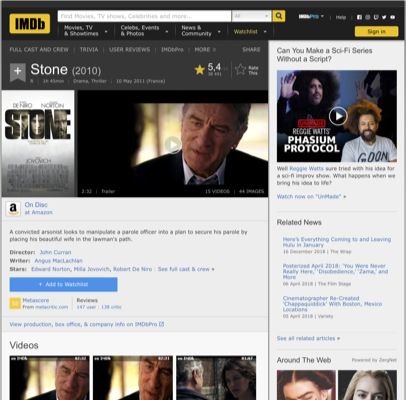 IMDb
Find Movies, TV shows, Celebrities and more...
All
Movies, TV & Showtimes
Celebs, Events & Photos
News & Community
Watchlist
IMDbPro
Help
Sign in
FULL CAST AND CREW | TRIVIA | USER REVIEWS | IMDbPro | MORE
SHARE
Stone (2010)
5,4
Rate This
R | 1h 45min | Drama, Thriller | 10 May 2011 (France)
DE NIRO NORTON
STONE
JOVOVICH
2:32 | Trailer
15 VIDEOS | 44 IMAGES
On Disc
at Amazon
A convicted arsonist looks to manipulate a parole officer into a plan to secure his parole by
placing his beautiful wife in the lawman's path.
Director: John Curran
Writer: Angus MacLachlan
Stars: Edward Norton, Milla Jovovich, Robert De Niro | See full cast & crew »
+ Add to Watchlist
Metascore
From metacritic.com
Reviews
147 user | 138 critic
View production, box office, & company info on IMDbPro
Videos
Can You Make a Sci-Fi Series
Without a Script?
REGGIE WATTS'
PHASIUM
PROTOCOL
Well Reggie Watts sure tried with his idea for
a sci-fi improv show. What happens when
we bring his idea to life?
Watch now on "UnMade" »
Related News
Here's Everything Coming to and Leaving
Hulu in January
16 December 2018 | The Wrap
Posterized April 2018: 'You Were Never
Really Here,' 'Disobedience,' 'Zama,' and
More
06 April 2018 | The Film Stage
Cinematographer Re-Created
'Chappaquiddick' With Boston, Mexico
Locations
05 April 2018 | Variety
See all related articles »
Around The Web
Powered by ZergNet